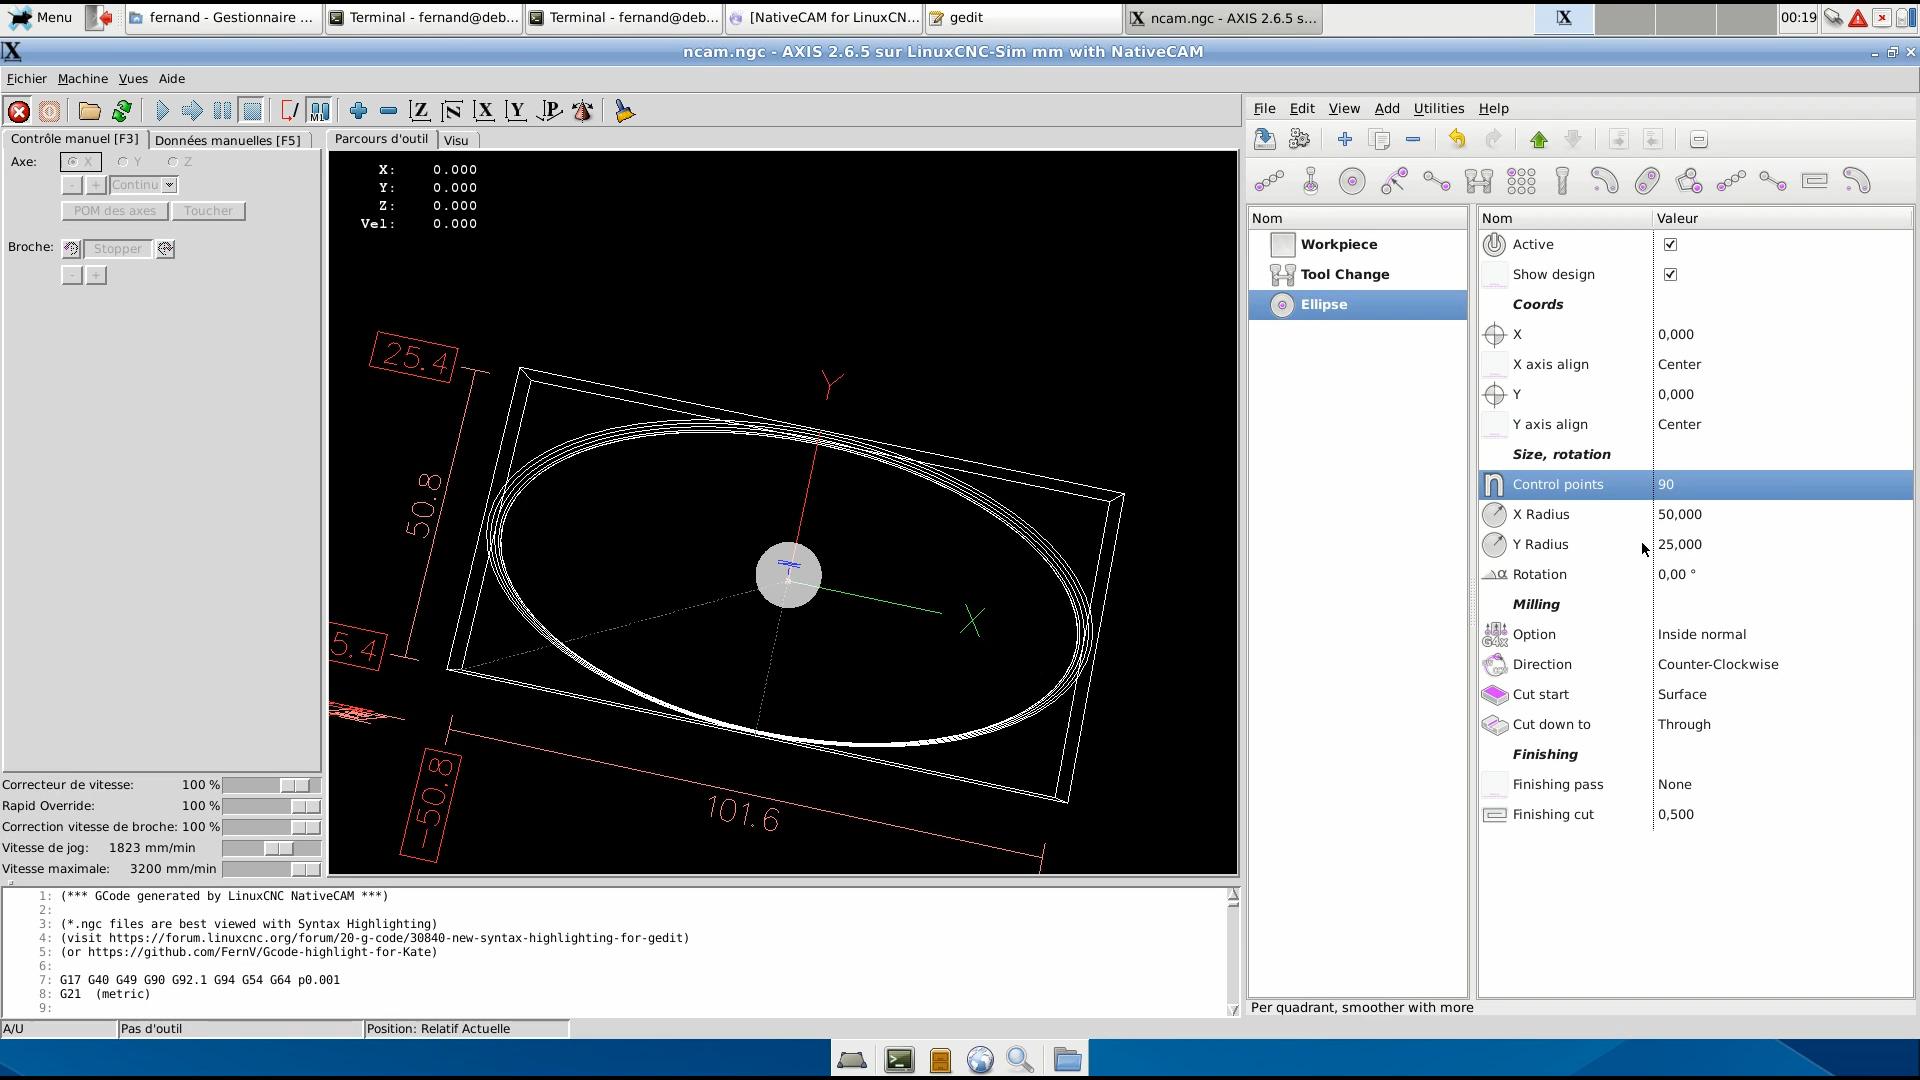 Menu
fernand - Gestionnaire ...
Terminal - fernand@deb...
Terminal - fernand@deb...
[NativeCAM for LinuxCN...
gedit
ncam.ngc - AXIS 2.6.5 s...
00:19
ncam.ngc - AXIS 2.6.5 sur LinuxCNC-Sim mm with NativeCAM
Fichier Machine Vues Aide
Contrôle manuel [F3] Données manuelles [F5]
Axe: X Y Z
- + Continu
POM des axes Toucher
Broche: Stopper
- +
Correcteur de vitesse: 100 %
Rapid Override: 100 %
Correction vitesse de broche: 100 %
Vitesse de jog: 1823 mm/min
Vitesse maximale: 3200 mm/min
Parcours d'outil Visu
X: 0.000
Y: 0.000
Z: 0.000
Vel: 0.000
25.4
Y
50.8
X
5.4
-50.8
101.6
1: (*** GCode generated by LinuxCNC NativeCAM ***)
2:
3: (*.ngc files are best viewed with Syntax Highlighting)
4: (visit https://forum.linuxcnc.org/forum/20-g-code/30840-new-syntax-highlighting-for-gedit)
5: (or https://github.com/FernV/Gcode-highlight-for-Kate)
6:
7: G17 G40 G49 G90 G92.1 G94 G54 G64 p0.001
8: G21 (metric)
9:
A/U Pas d'outil Position: Relatif Actuelle
File Edit View Add Utilities Help
Nom
Workpiece
Tool Change
Ellipse
Nom Valeur
Active
Show design
Coords
X 0,000
X axis align Center
Y 0,000
Y axis align Center
Size, rotation
Control points 90
X Radius 50,000
Y Radius 25,000
Rotation 0,00 °
Milling
Option Inside normal
Direction Counter-Clockwise
Cut start Surface
Cut down to Through
Finishing
Finishing pass None
Finishing cut 0,500
Per quadrant, smoother with more